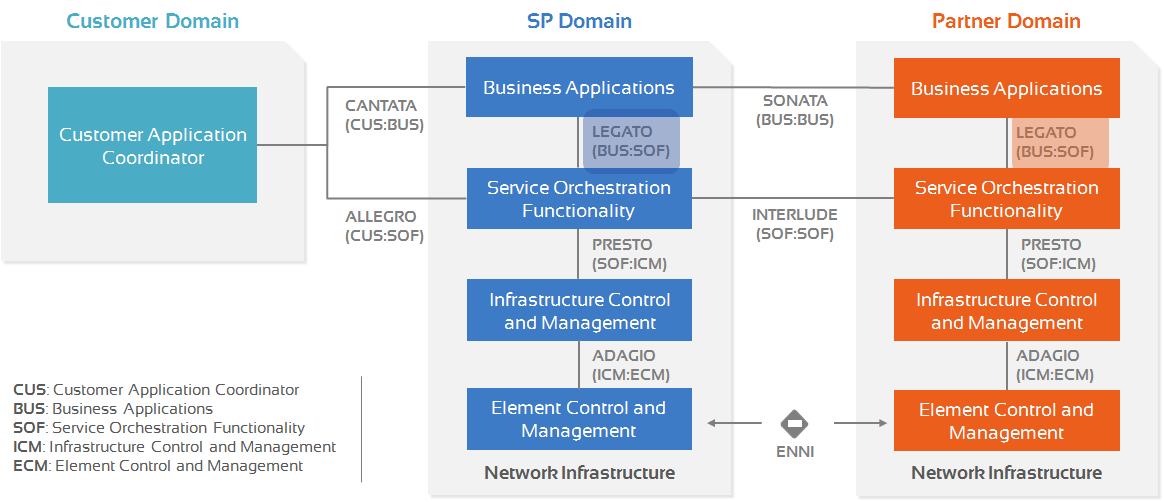 Customer Domain
SP Domain
Partner Domain
Customer Application
Coordinator
CANTATA
(CUS:BUS)
ALLEGRO
(CUS:SOF)
Business Applications
LEGATO
(BUS:SOF)
Service Orchestration
Functionality
PRESTO
(SOF:ICM)
Infrastructure Control
and Management
ADAGIO
(ICM:ECM)
Element Control and
Management
Network Infrastructure
SONATA
(BUS:BUS)
INTERLUDE
(SOF:SOF)
ENNI
Business Applications
LEGATO
(BUS:SOF)
Service Orchestration
Functionality
PRESTO
(SOF:ICM)
Infrastructure Control
and Management
ADAGIO
(ICM:ECM)
Element Control and
Management
Network Infrastructure
CUS: Customer Application Coordinator
BUS: Business Applications
SOF: Service Orchestration Functionality
ICM: Infrastructure Control and Management
ECM: Element Control and Management